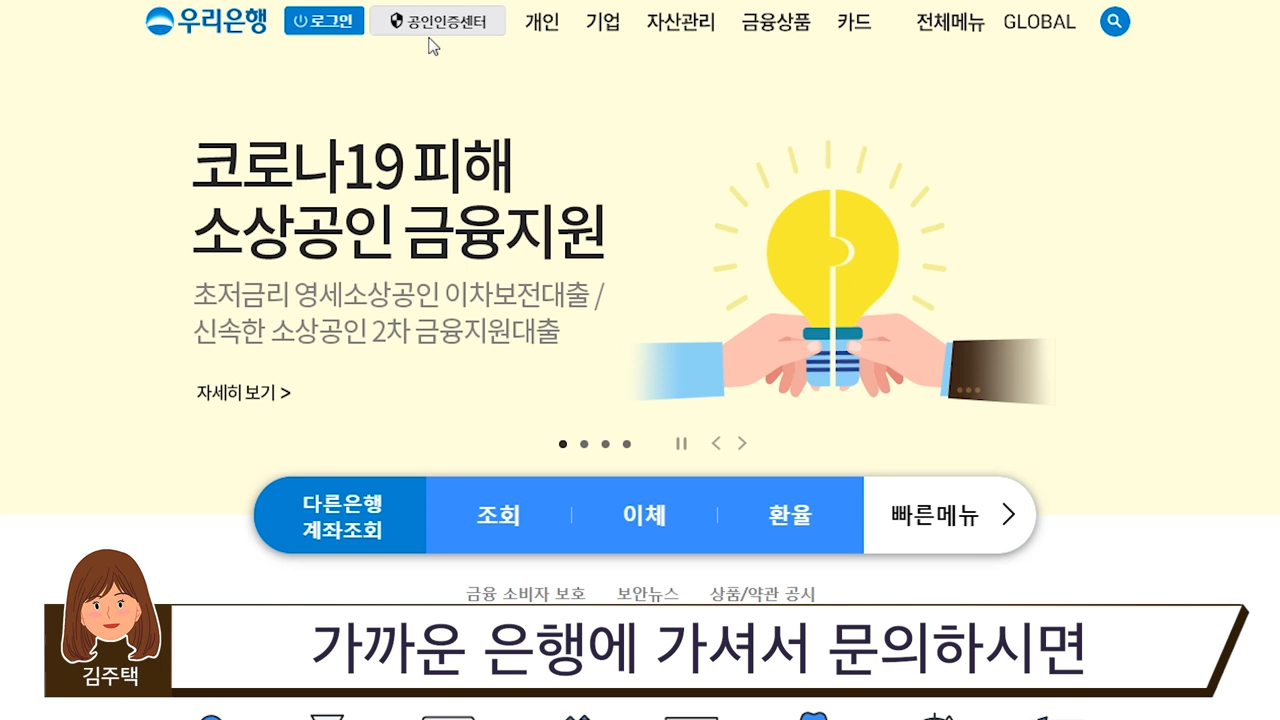 우리은행 로그인 공인인증센터 개인 기업 자산관리 금융상품 카드 전체메뉴 GLOBAL
코로나19 피해
소상공인 금융지원
초저금리 영세소상공인 이차보전대출 /
신속한 소상공인 2차 금융지원대출
자세히 보기 >
다른은행
계좌조회
조회 이체 환율 빠른메뉴
금융 소비자 보호 보안뉴스 상품/약관 공시
가까운 은행에 가셔서 문의하시면
김주택